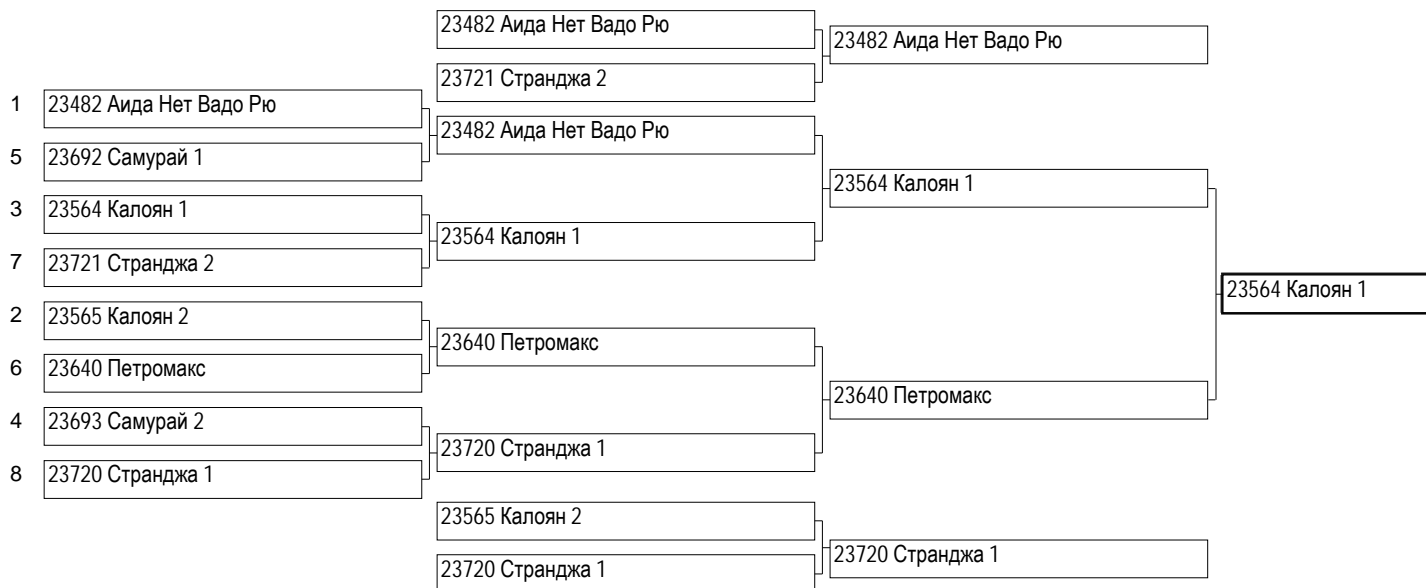 23482 Аида Нет Вадо Рю
23482 Аида Нет Вадо Рю
23721 Странджа 2
1 23482 Аида Нет Вадо Рю
23482 Аида Нет Вадо Рю
5 23692 Самурай 1
23564 Калоян 1
3 23564 Калоян 1
23564 Калоян 1
7 23721 Странджа 2
23564 Калоян 1
2 23565 Калоян 2
23640 Петромакс
6 23640 Петромакс
23640 Петромакс
4 23693 Самурай 2
23720 Странджа 1
8 23720 Странджа 1
23565 Калоян 2
23720 Странджа 1
23720 Странджа 1